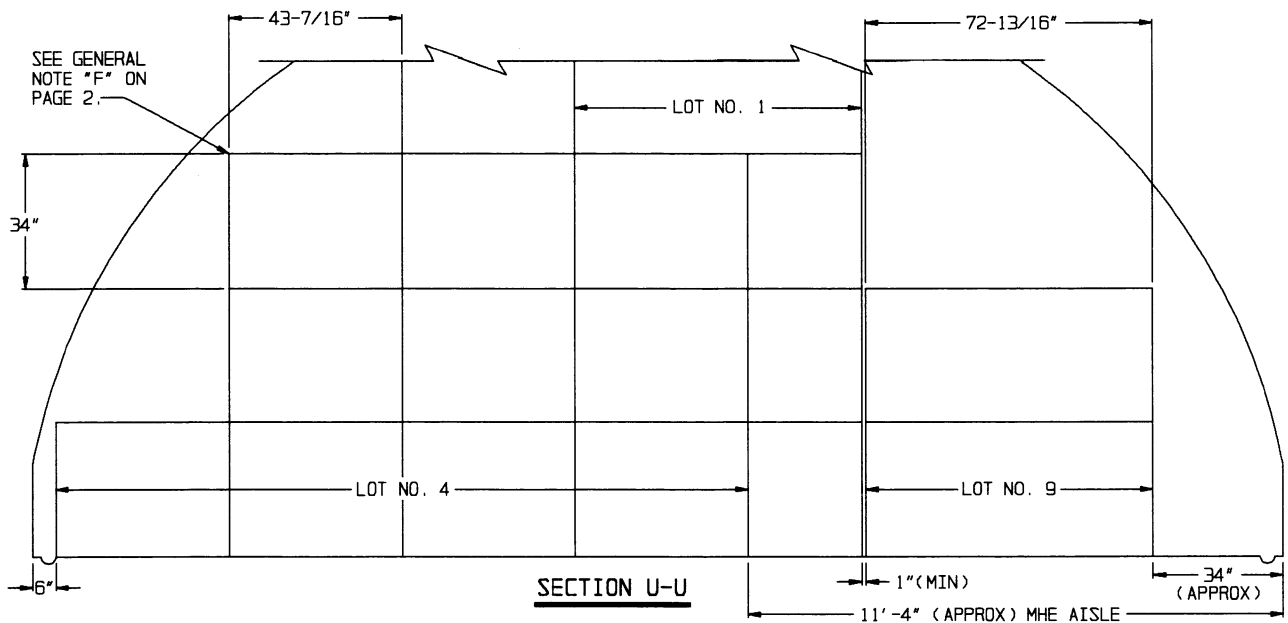 43-7/16"
72-13/16"
SEE GENERAL
NOTE "F" ON
PAGE 2.
LOT NO. 1
34"
LOT NO. 4
LOT NO. 9
6"
SECTION U-U
1"(MIN)
34"
(APPROX)
11'-4" (APPROX) MHE AISLE